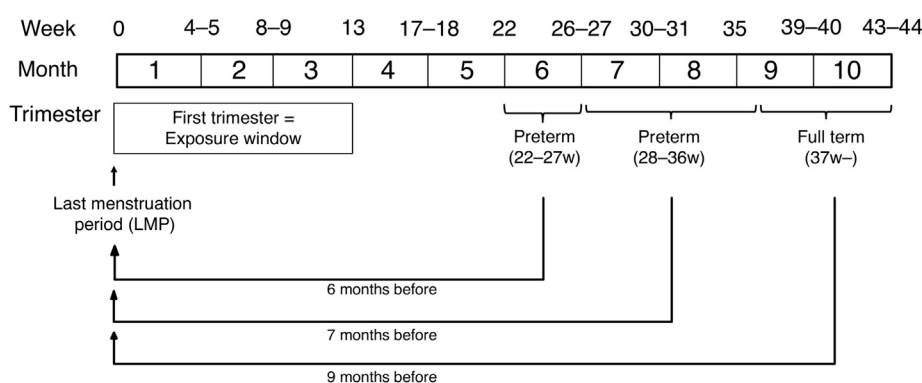 Week 0 4–5 8–9 13 17–18 22 26–27 30–31 35 39–40 43–44
Month 1 2 3 4 5 6 7 8 9 10
Trimester
First trimester =
Exposure window
Preterm
(22–27w)
Preterm
(28–36w)
Full term
(37w–)
Last menstruation
period (LMP)
6 months before
7 months before
9 months before